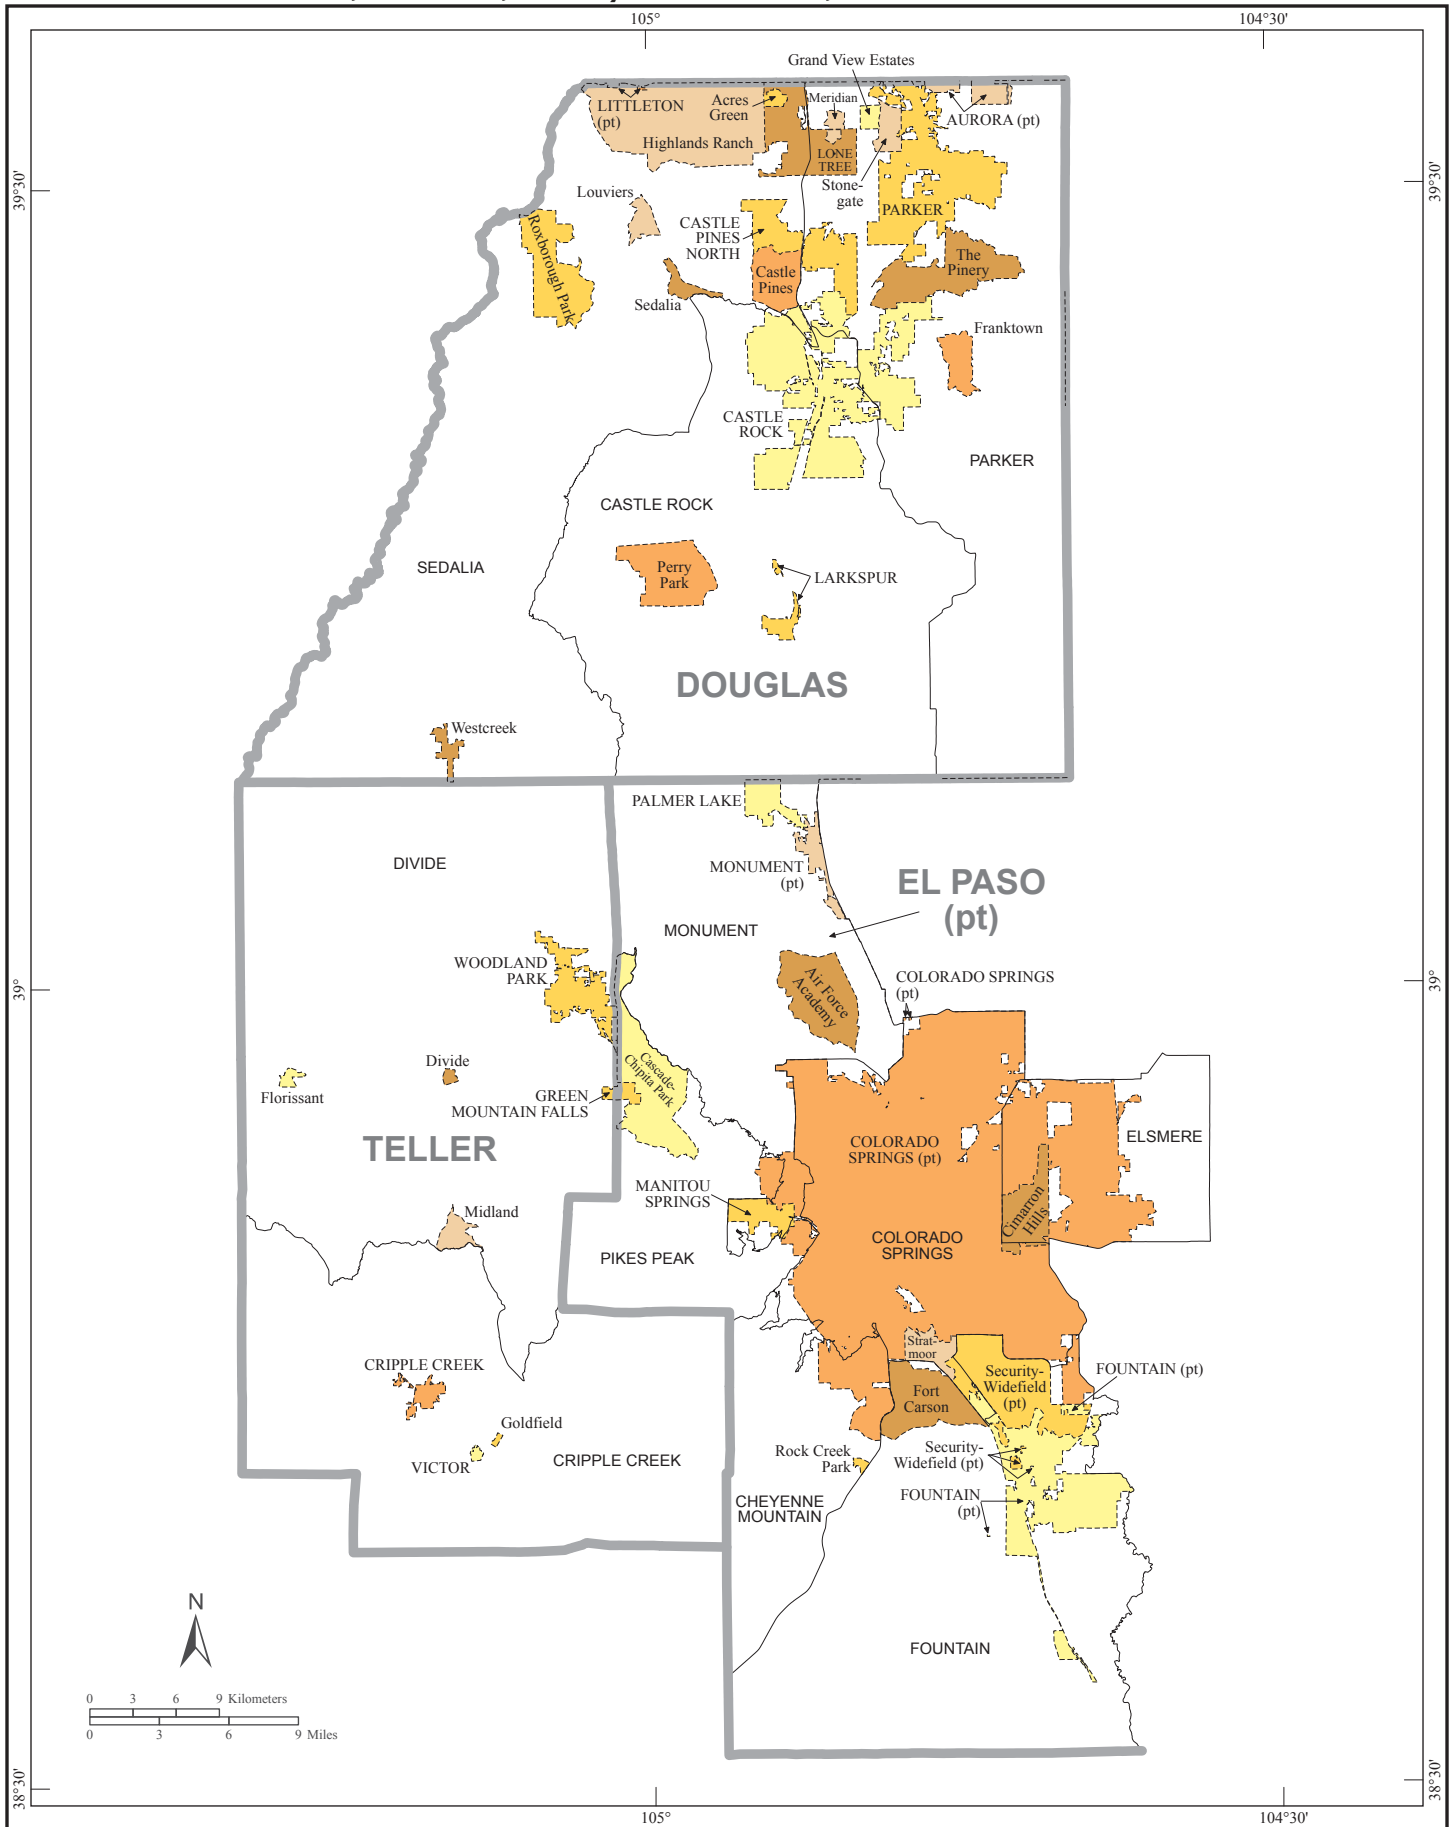 105°
104°30'
39°30'
39°30'
Grand View Estates
LITTLETON
(pt)
Acres
Green
Meridian
AURORA (pt)
Highlands Ranch
LONE
TREE
Stone-
gate
Louviers
PARKER
CASTLE
PINES
NORTH
Roxborough Park
The
Pinery
Castle
Pines
Sedalia
Franktown
CASTLE
ROCK
PARKER
CASTLE ROCK
SEDALIA
Perry
Park
LARKSPUR
DOUGLAS
Westcreek
PALMER LAKE
DIVIDE
MONUMENT
(pt)
EL PASO
(pt)
MONUMENT
WOODLAND
PARK
Air Force
Academy
COLORADO SPRINGS
(pt)
39°
39°
Divide
Florissant
Cascade-
Chipita Park
GREEN
MOUNTAIN FALLS
TELLER
COLORADO
SPRINGS (pt)
ELSMERE
MANITOU
SPRINGS
Cimarron
Hills
Midland
PIKES PEAK
COLORADO
SPRINGS
Strat-
moor
CRIPPLE CREEK
Security-
Widefield
(pt)
FOUNTAIN (pt)
Fort
Carson
Goldfield
VICTOR
CRIPPLE CREEK
Rock Creek
Park
Security-
Widefield (pt)
FOUNTAIN
(pt)
CHEYENNE
MOUNTAIN
FOUNTAIN
N
0 3 6 9 Kilometers
0 3 6 9 Miles
38°30'
38°30'
105°
104°30'